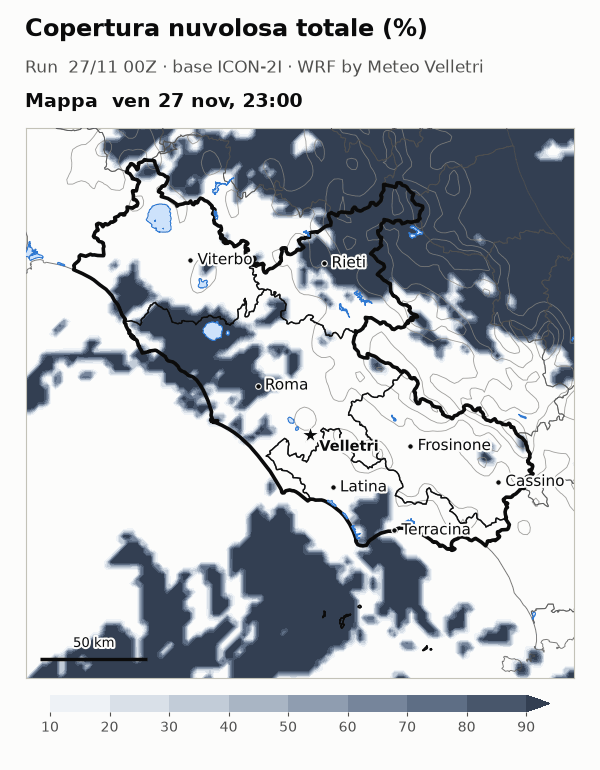 Copertura nuvolosa totale (%)
Run  27/11 00Z · base ICON-2I · WRF by Meteo Velletri
Mappa  ven 27 nov, 23:00
Viterbo
Rieti
Roma
Velletri
Frosinone
Cassino
Latina
Terracina
50 km
10 20 30 40 50 60 70 80 90